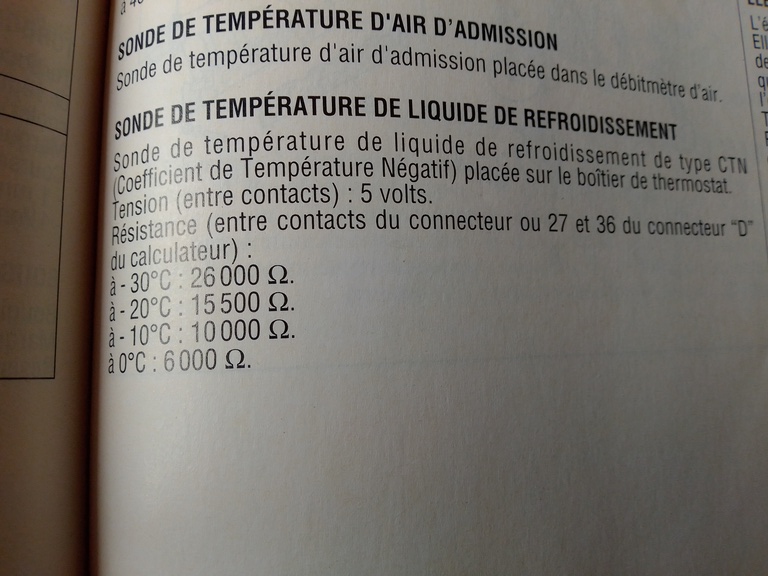 à 40
SONDE DE TEMPÉRATURE D'AIR D'ADMISSION
Sonde de température d'air d'admission placée dans le débitmètre d'air.
SONDE DE TEMPÉRATURE DE LIQUIDE DE REFROIDISSEMENT
Sonde de température de liquide de refroidissement de type CTN
(Coefficient de Température Négatif) placée sur le boîtier de thermostat.
Tension (entre contacts) : 5 volts.
Résistance (entre contacts du connecteur ou 27 et 36 du connecteur "D"
du calculateur) :
à - 30°C : 26 000 Ω.
à - 20°C : 15 500 Ω.
à - 10°C : 10 000 Ω.
à 0°C : 6 000 Ω.
L'é
Ell
de